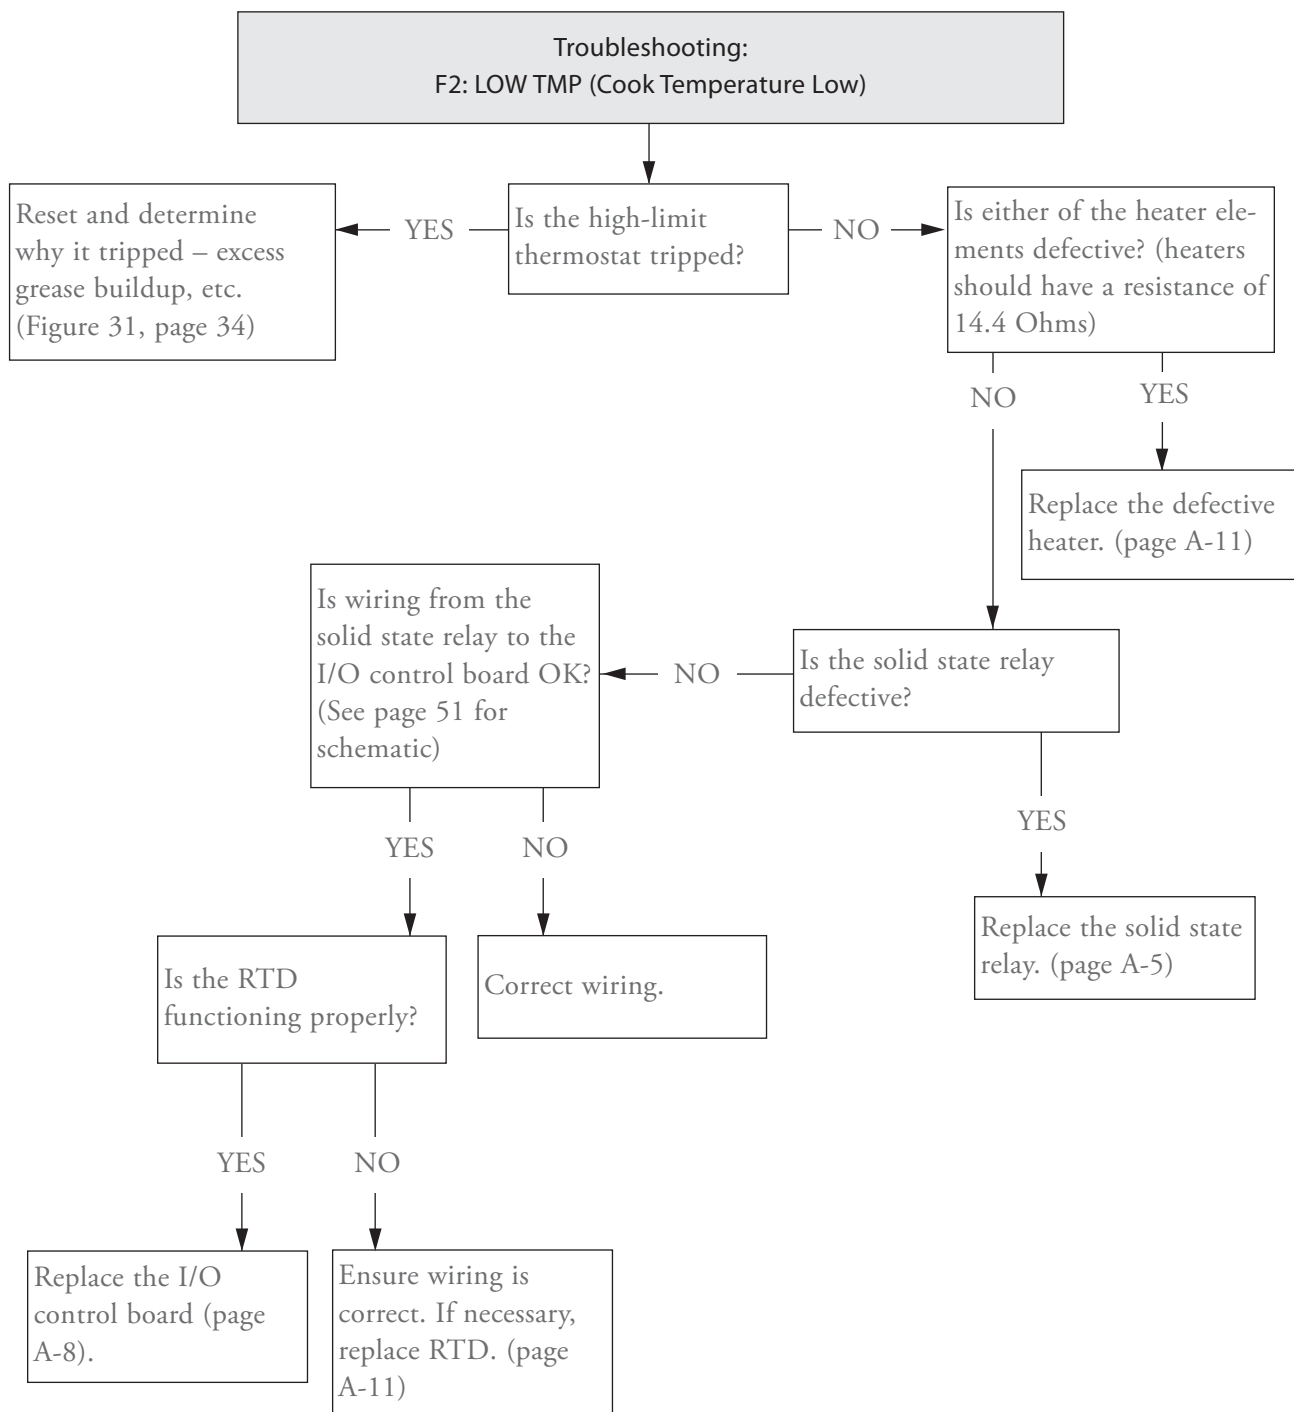 Troubleshooting:
F2: LOW TMP (Cook Temperature Low)
Reset and determine
why it tripped – excess
grease buildup, etc.
(Figure 31, page 34)
YES
Is the high-limit
thermostat tripped?
NO
Is either of the heater ele-
ments defective? (heaters
should have a resistance of
14.4 Ohms)
NO
YES
Replace the defective
heater. (page A-11)
Is wiring from the
solid state relay to the
I/O control board OK?
(See page 51 for
schematic)
NO
Is the solid state relay
defective?
YES
NO
YES
Replace the solid state
relay. (page A-5)
Is the RTD
functioning properly?
Correct wiring.
YES
NO
Replace the I/O
control board (page
A-8).
Ensure wiring is
correct. If necessary,
replace RTD. (page
A-11)